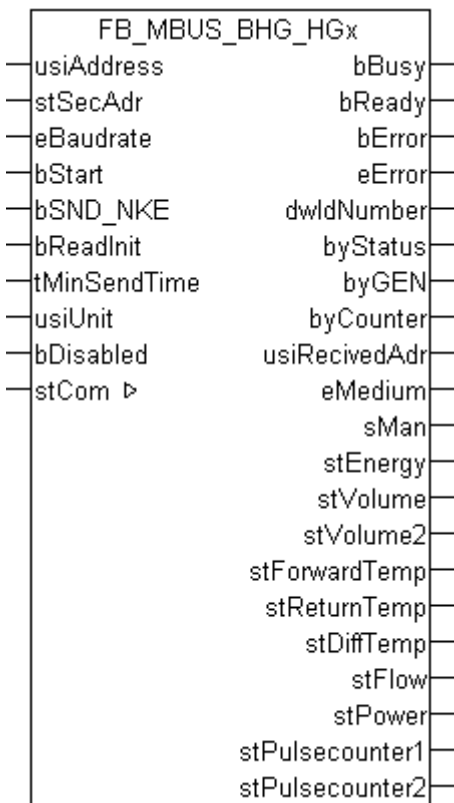 FB_MBUS_BHG_HGx
usiAddress bBusy
stSecAdr bReady
eBaudrate bError
bStart eError
bSND_NKE dwIdNumber
bReadInit byStatus
tMinSendTime byGEN
usiUnit byCounter
bDisabled usiRecivedAdr
stCom ▷ eMedium
sMan
stEnergy
stVolume
stVolume2
stForwardTemp
stReturnTemp
stDiffTemp
stFlow
stPower
stPulsecounter1
stPulsecounter2